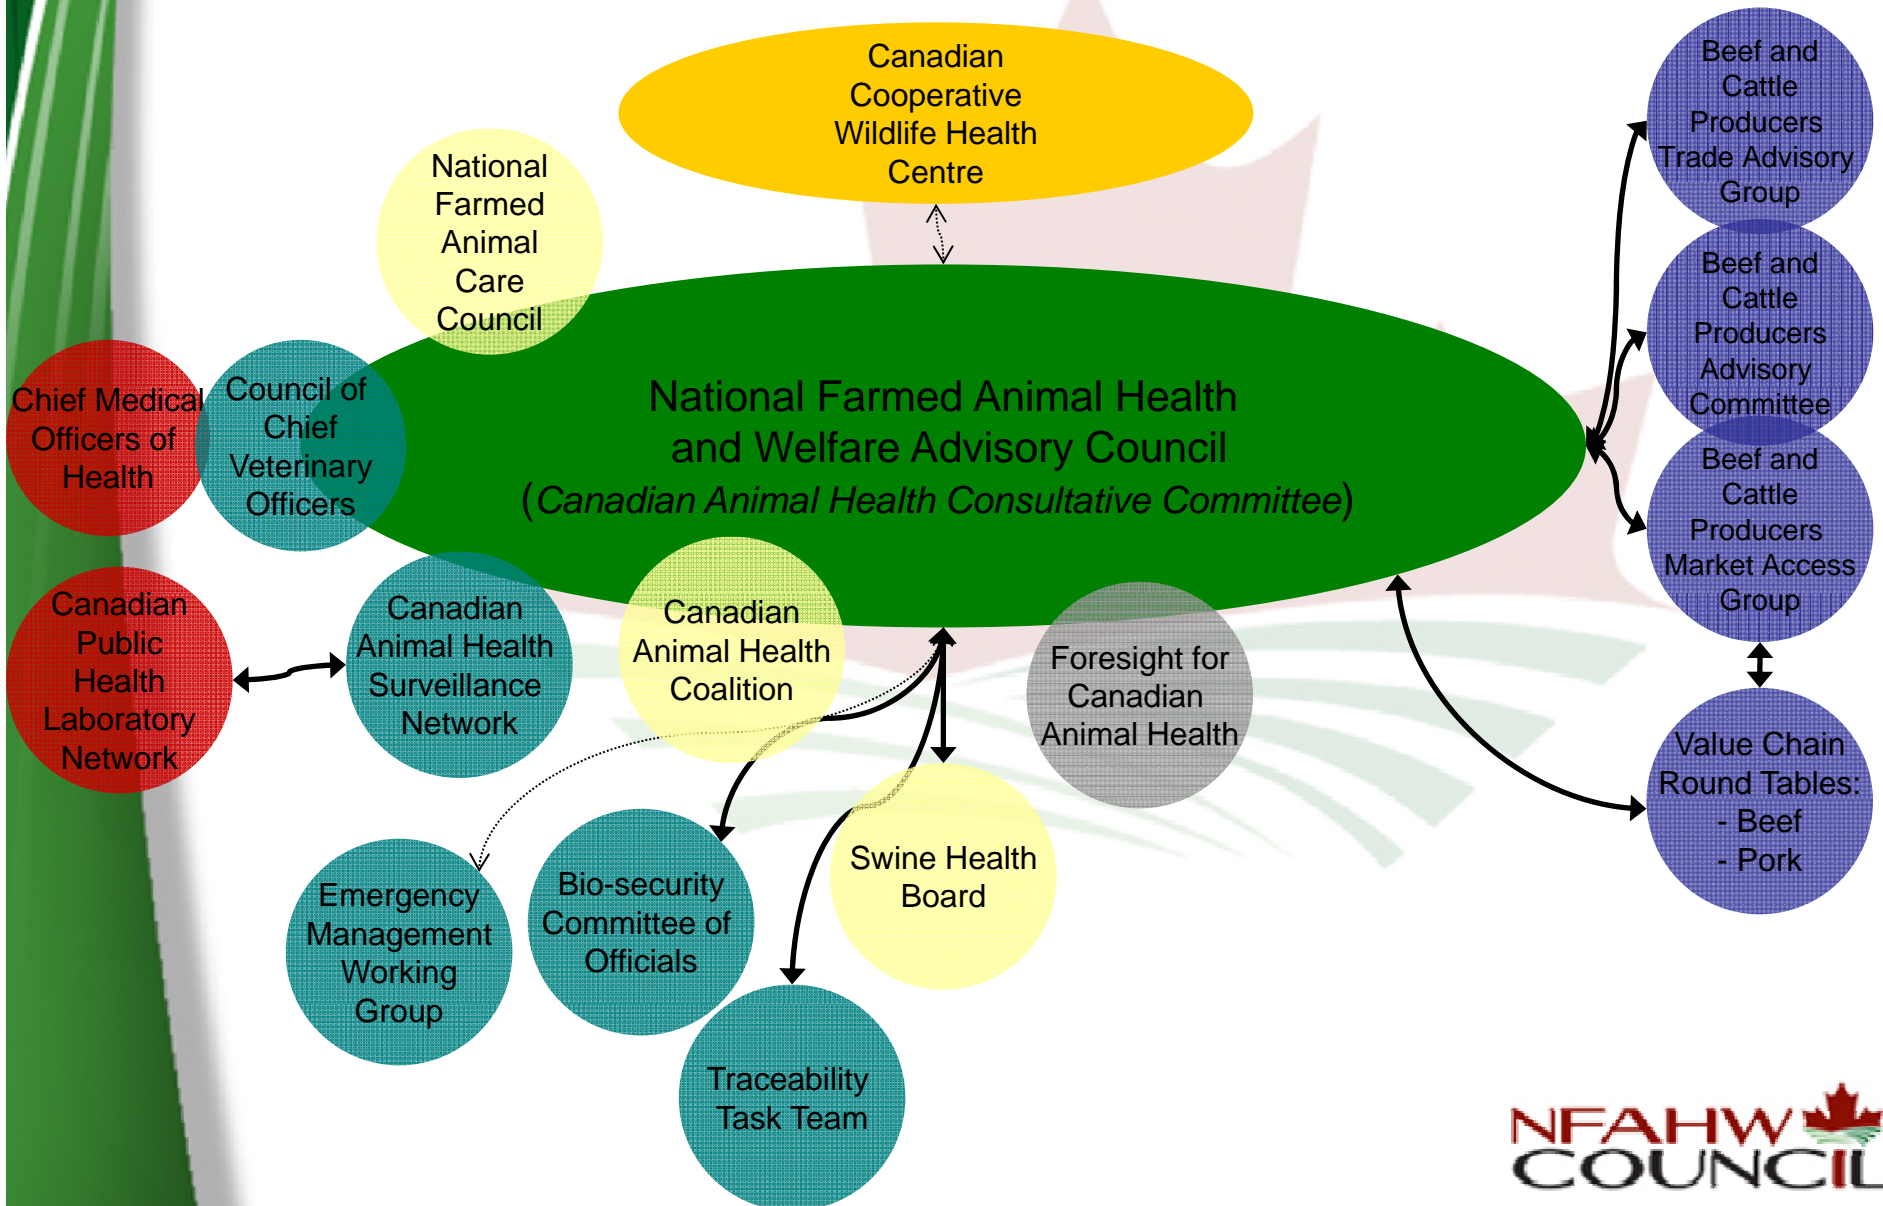 Canadian
Cooperative
Wildlife Health
Centre
Beef and
Cattle
Producers
Trade Advisory
Group
National
Farmed
Animal
Care
Council
Beef and
Cattle
Producers
Advisory
Committee
Chief Medical
Officers of
Health
Council of
Chief
Veterinary
Officers
National Farmed Animal Health
and Welfare Advisory Council
(Canadian Animal Health Consultative Committee)
Beef and
Cattle
Producers
Market Access
Group
Canadian
Public
Health
Laboratory
Network
Canadian
Animal Health
Surveillance
Network
Canadian
Animal Health
Coalition
Foresight for
Canadian
Animal Health
Value Chain
Round Tables:
- Beef
- Pork
Emergency
Management
Working
Group
Bio-security
Committee of
Officials
Swine Health
Board
Traceability
Task Team
NFAHW
COUNCIL